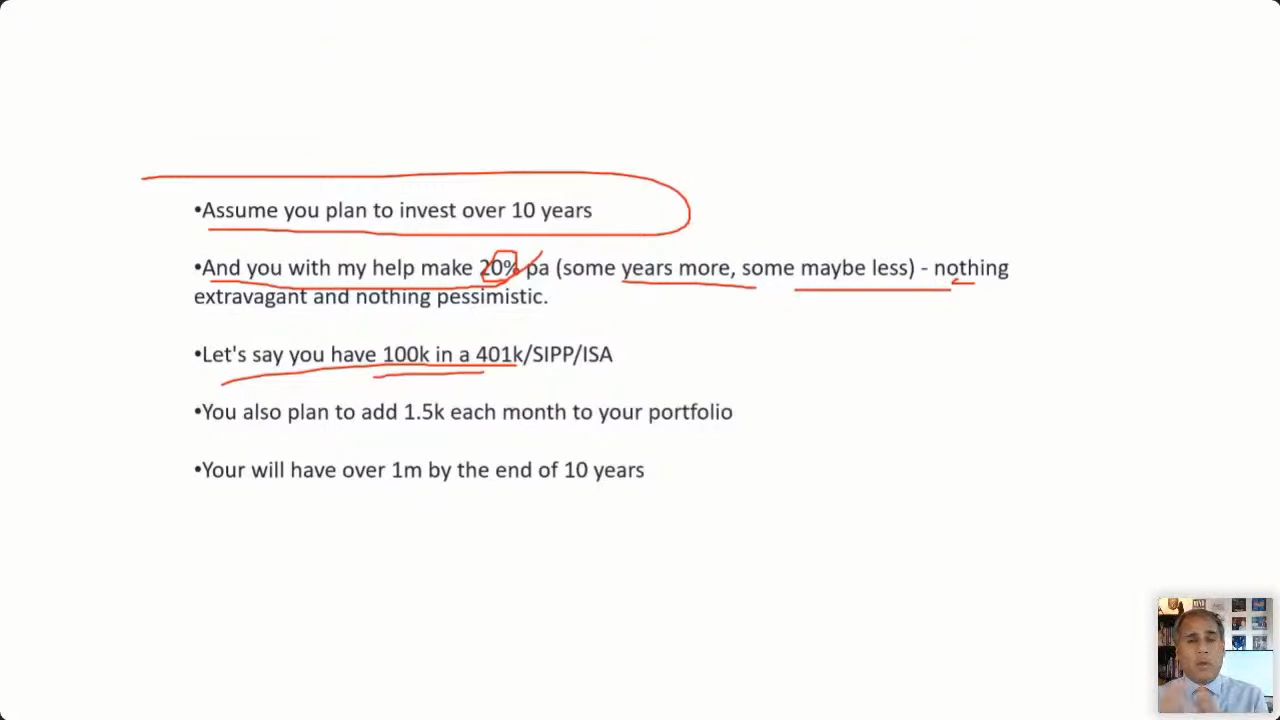 •Assume you plan to invest over 10 years
•And you with my help make 20% pa (some years more, some maybe less) - nothing
extravagant and nothing pessimistic.
•Let's say you have 100k in a 401k/SIPP/ISA
•You also plan to add 1.5k each month to your portfolio
•Your will have over 1m by the end of 10 years